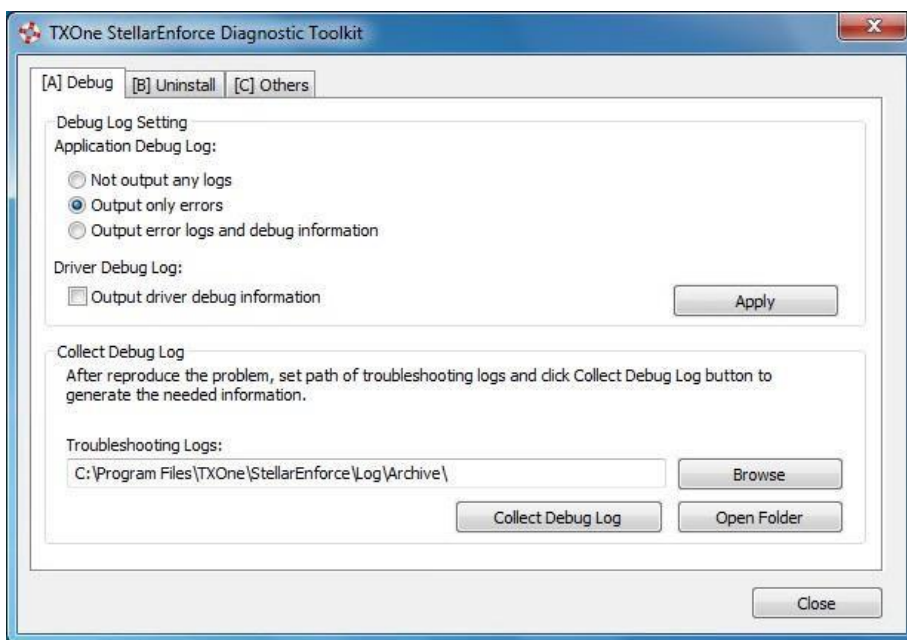 TXOne StellarEnforce Diagnostic Toolkit
[A] Debug [B] Uninstall [C] Others
Debug Log Setting
Application Debug Log:
Not output any logs
Output only errors
Output error logs and debug information
Driver Debug Log:
Output driver debug information
Apply
Collect Debug Log
After reproduce the problem, set path of troubleshooting logs and click Collect Debug Log button to
generate the needed information.
Troubleshooting Logs:
C:\Program Files\TXOne\StellarEnforce\Log\Archive\
Browse
Collect Debug Log
Open Folder
Close